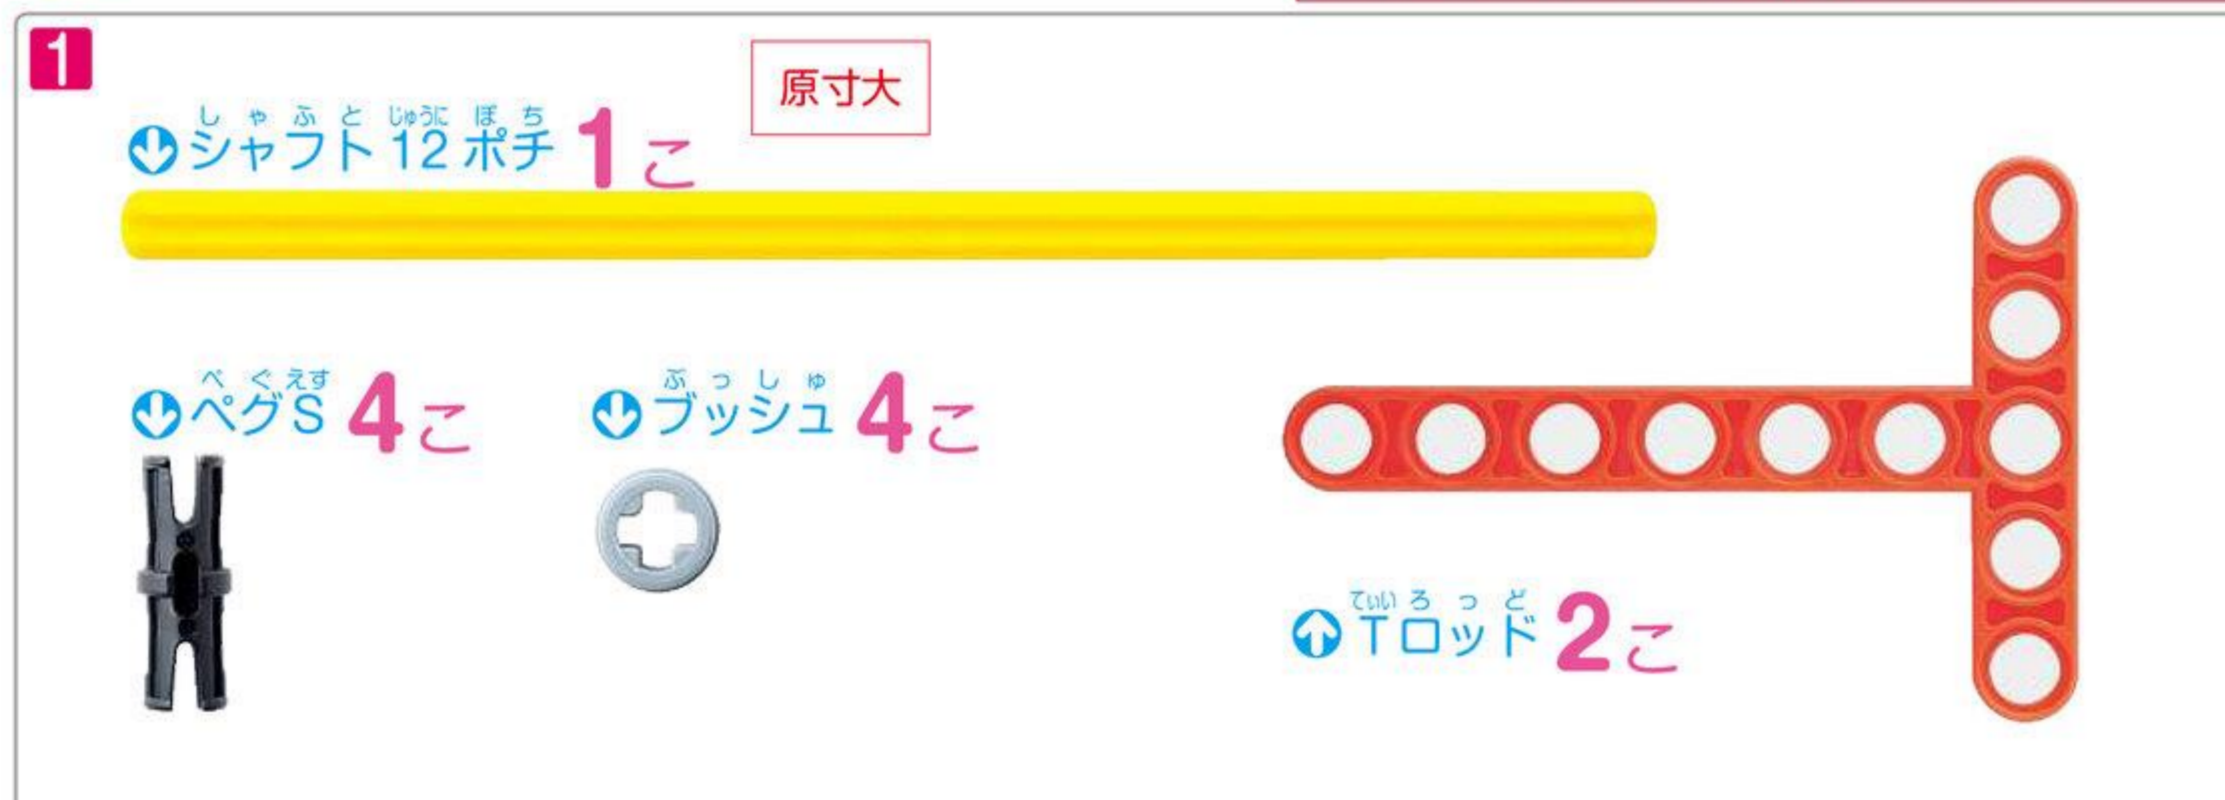 1
原寸大
しゃふと じゅうに ぽち
シャフト 12 ポチ 1こ
ぺぐえす
ペグS 4こ
ぶっしゅ
ブッシュ 4こ
てぃいろっど
Tロッド 2こ